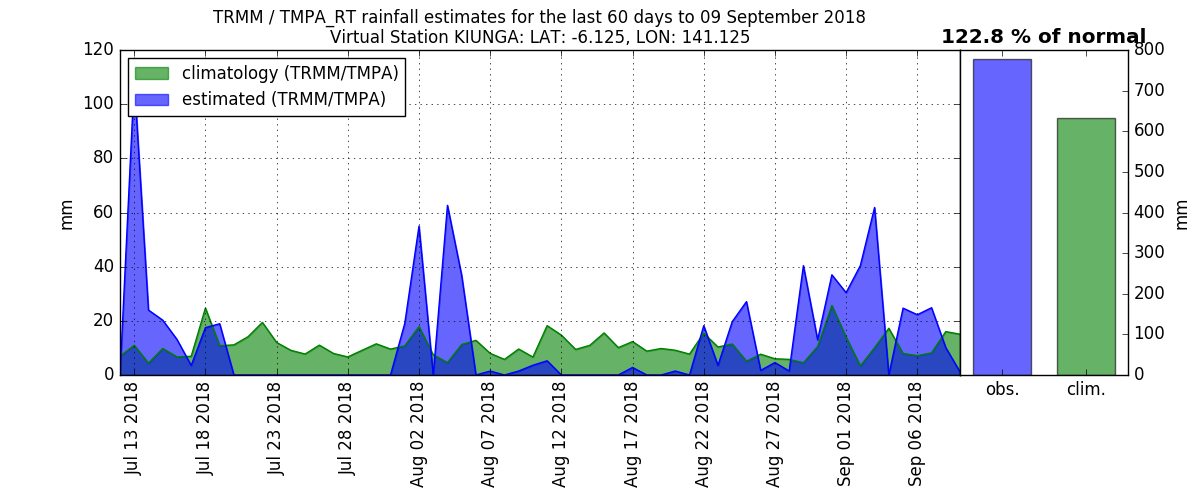 TRMM / TMPA_RT rainfall estimates for the last 60 days to 09 September 2018
Virtual Station KIUNGA: LAT: -6.125, LON: 141.125
122.8 % of normal
climatology (TRMM/TMPA)
estimated (TRMM/TMPA)
120
100
80
60
40
20
0
mm
800
700
600
500
400
300
200
100
0
mm
Jul 13 2018
Jul 18 2018
Jul 23 2018
Jul 28 2018
Aug 02 2018
Aug 07 2018
Aug 12 2018
Aug 17 2018
Aug 22 2018
Aug 27 2018
Sep 01 2018
Sep 06 2018
obs.
clim.